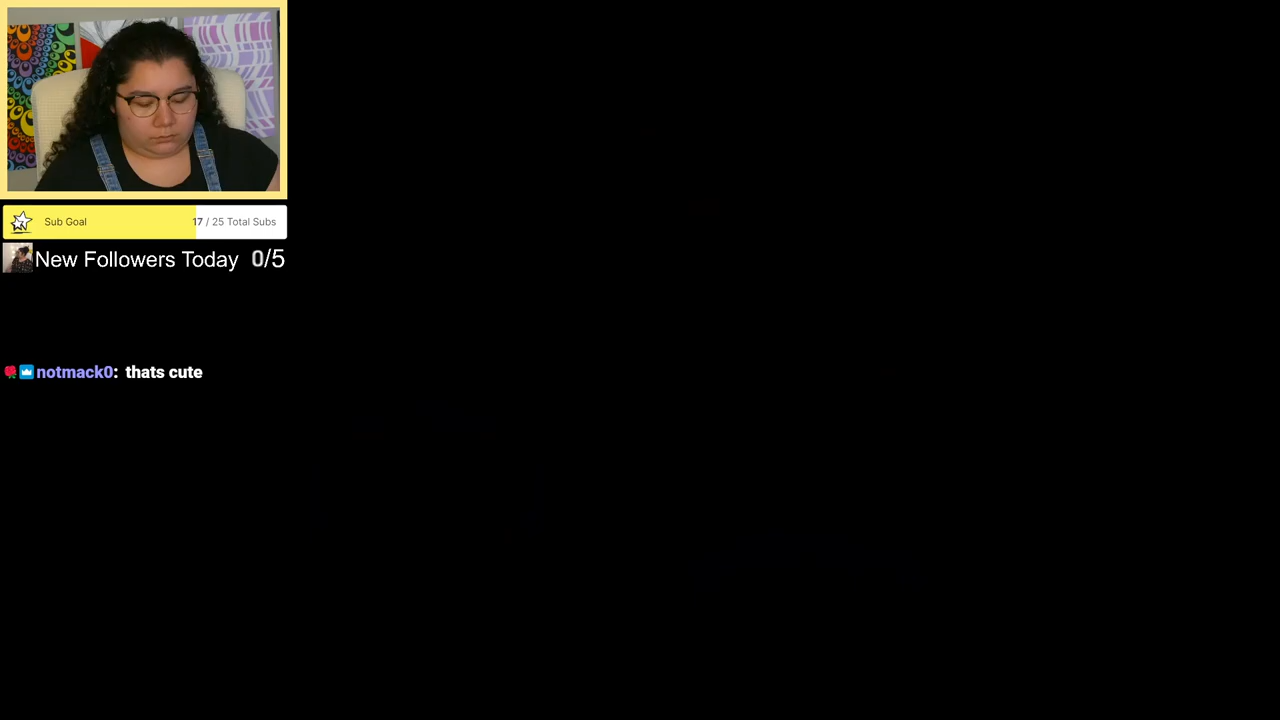 Sub Goal 17 / 25 Total Subs
New Followers Today 0/5
notmack0: thats cute